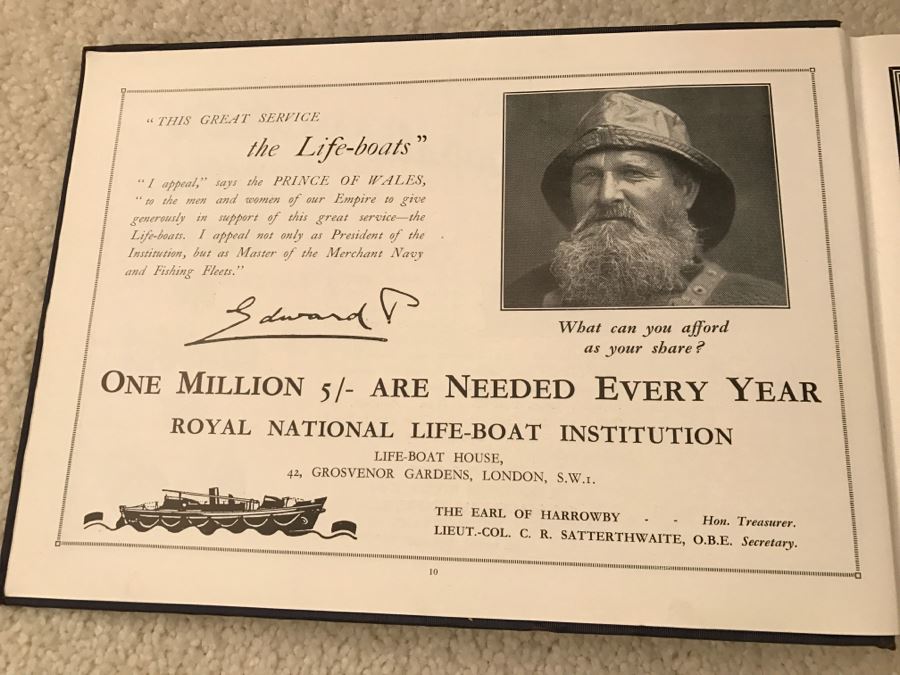 "THIS GREAT SERVICE
the Life-boats"
"I appeal," says the PRINCE OF WALES,
"to the men and women of our Empire to give
generously in support of this great service—the
Life-boats. I appeal not only as President of the
Institution, but as Master of the Merchant Navy
and Fishing Fleets."
Edward P
What can you afford
as your share?
ONE MILLION 5/- ARE NEEDED EVERY YEAR
ROYAL NATIONAL LIFE-BOAT INSTITUTION
LIFE-BOAT HOUSE,
42, GROSVENOR GARDENS, LONDON, S.W.1.
THE EARL OF HARROWBY - - Hon. Treasurer.
LIEUT.-COL. C. R. SATTERTHWAITE, O.B.E. Secretary.
10